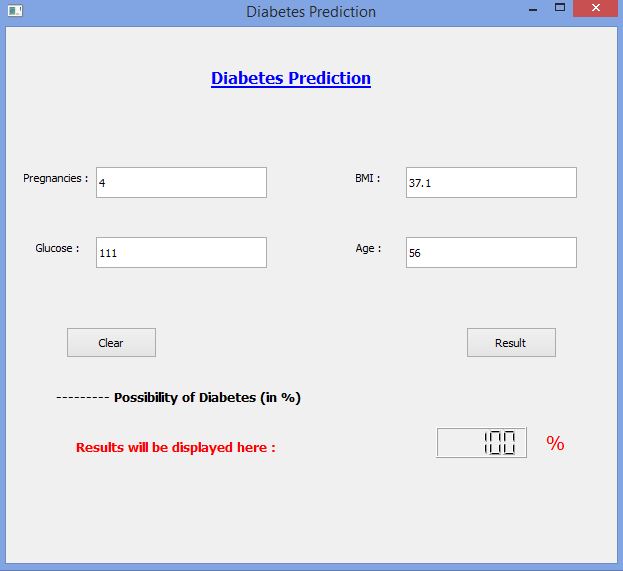 Diabetes Prediction
Diabetes Prediction
Pregnancies : 4 BMI : 37.1
Glucose : 111 Age : 56
Clear Result
--------- Possibility of Diabetes (in %)
Results will be displayed here : 100 %